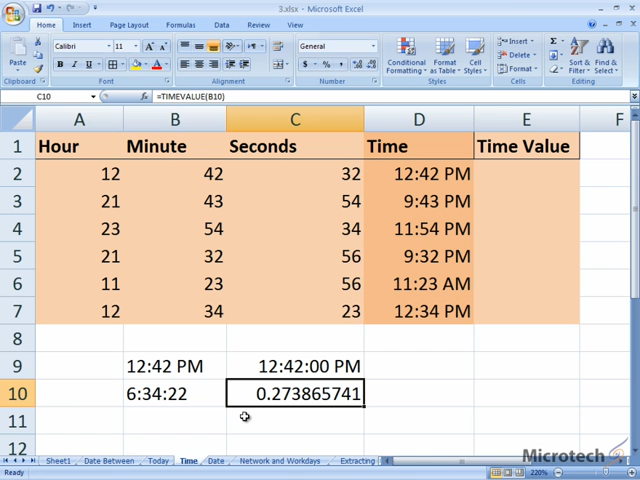 3.xlsx - Microsoft Excel
Home Insert Page Layout Formulas Data Review View
Calibri 11 General Insert Σ
Paste B I U $ % , Conditional Formatting Format as Table Cell Styles Delete Format Sort & Filter Find & Select
Clipboard Font Alignment Number Styles Cells Editing
C10 fx =TIMEVALUE(B10)
A B C D E F
1 Hour Minute Seconds Time Time Value
2 12 42 32 12:42 PM
3 21 43 54 9:43 PM
4 23 54 34 11:54 PM
5 21 32 56 9:32 PM
6 11 23 56 11:23 AM
7 12 34 23 12:34 PM
8
9 12:42 PM 12:42:00 PM
10 6:34:22 0.273865741
11
12
Microtech
Sheet1 Date Between Today Time Date Network and Workdays Extracting
Ready 220%